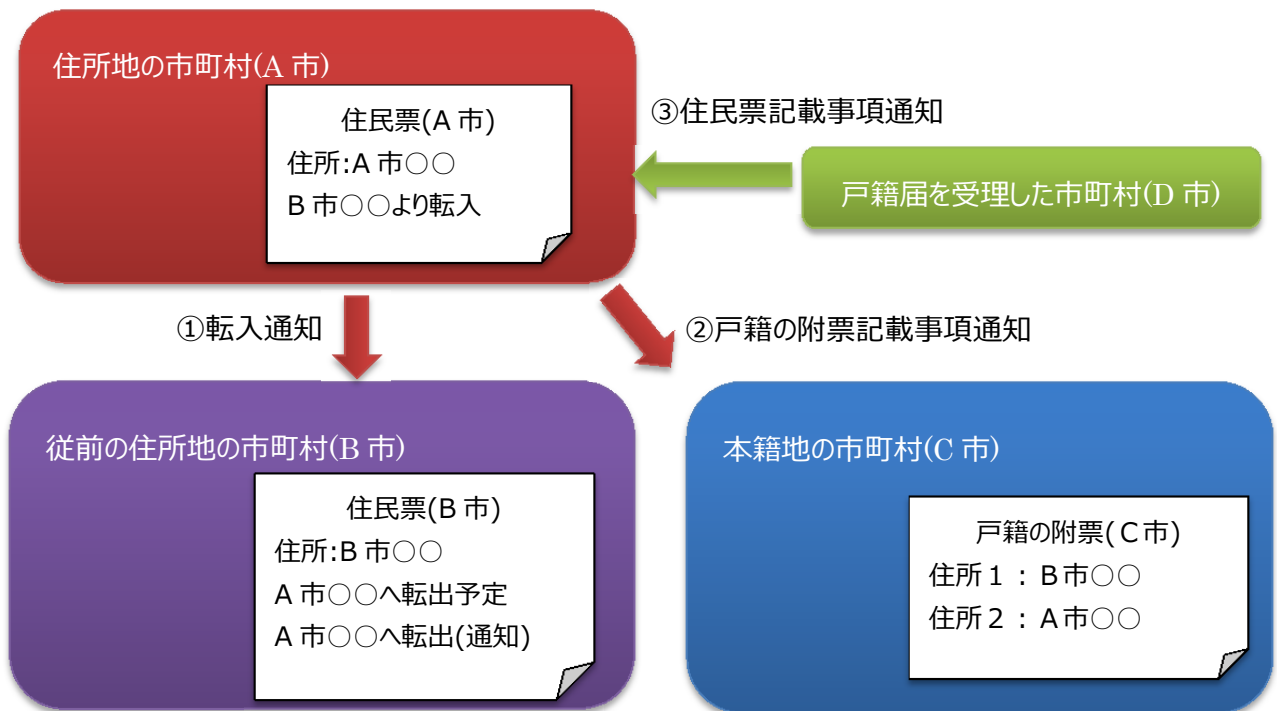 住所地の市町村(A 市)
住民票(A 市)
住所:A 市○○
B 市○○より転入
③住民票記載事項通知
戸籍届を受理した市町村(D 市)
①転入通知
②戸籍の附票記載事項通知
従前の住所地の市町村(B 市)
住民票(B 市)
住所:B 市○○
A 市○○へ転出予定
A 市○○へ転出(通知)
本籍地の市町村(C 市)
戸籍の附票(C市)
住所1:B市○○
住所2:A市○○